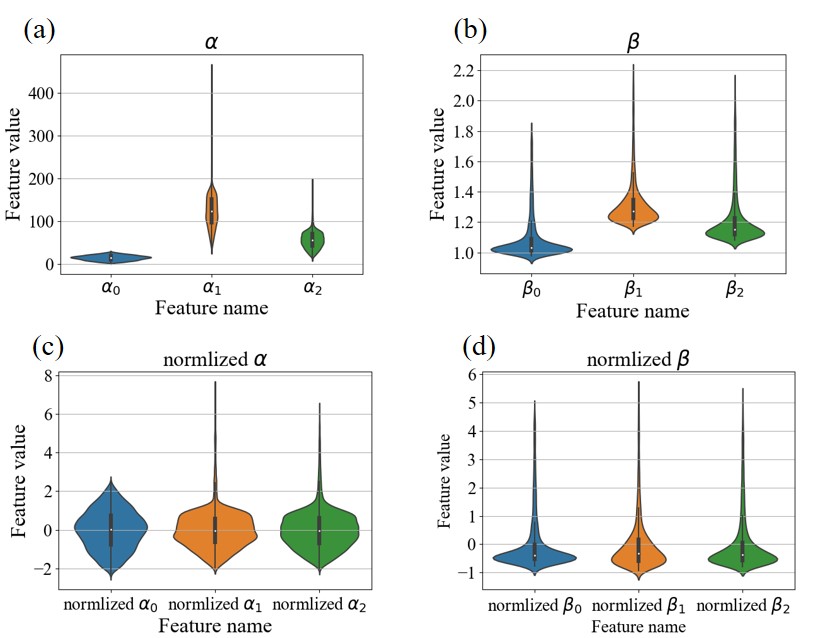 (a)
α
Feature value
400
300
200
100
0
α0 α1 α2
Feature name
(b)
β
Feature value
2.2
2.0
1.8
1.6
1.4
1.2
1.0
β0 β1 β2
Feature name
(c)
normlized α
Feature value
8
6
4
2
0
−2
normlized α0 normlized α1 normlized α2
Feature name
(d)
normlized β
Feature value
6
5
4
3
2
1
0
−1
normlized β0 normlized β1 normlized β2
Feature name